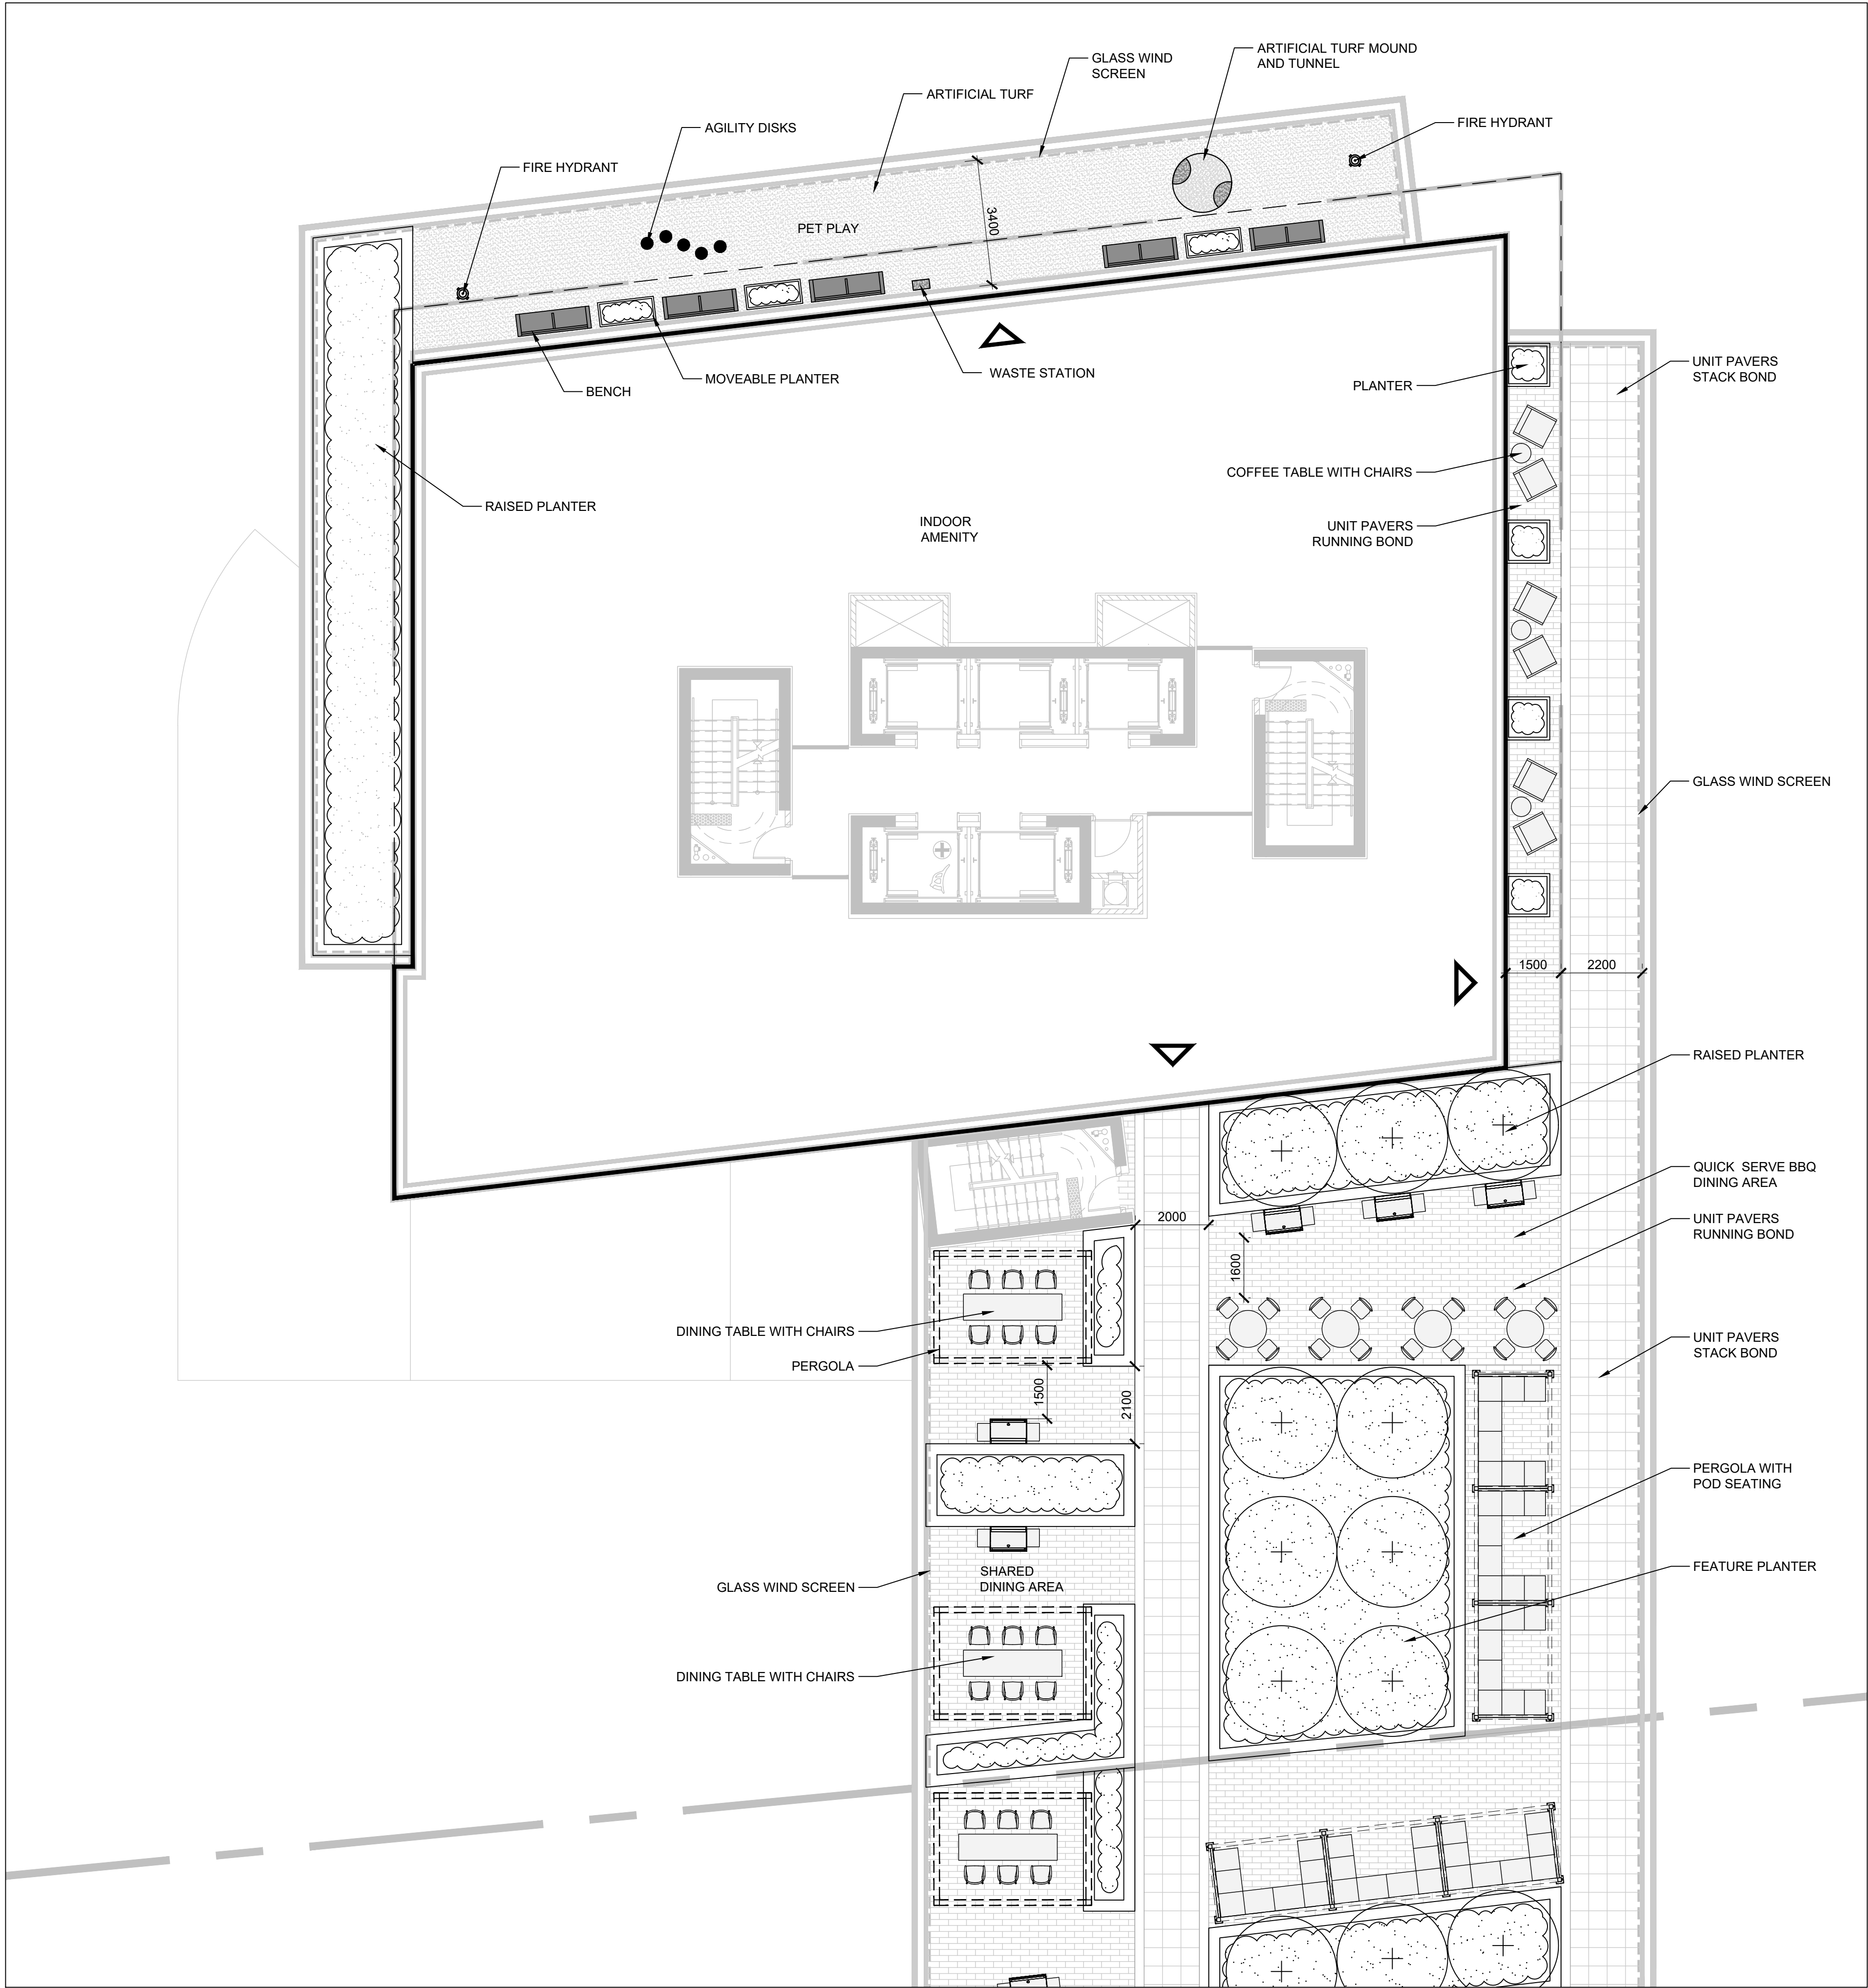 ARTIFICIAL TURF MOUND
AND TUNNEL
GLASS WIND
SCREEN
ARTIFICIAL TURF
FIRE HYDRANT
AGILITY DISKS
FIRE HYDRANT
PET PLAY
3400
UNIT PAVERS
STACK BOND
WASTE STATION
MOVEABLE PLANTER
PLANTER
BENCH
COFFEE TABLE WITH CHAIRS
RAISED PLANTER
INDOOR
AMENITY
UNIT PAVERS
RUNNING BOND
GLASS WIND SCREEN
1500
2200
RAISED PLANTER
QUICK SERVE BBQ
DINING AREA
2000
UNIT PAVERS
RUNNING BOND
1600
DINING TABLE WITH CHAIRS
UNIT PAVERS
STACK BOND
PERGOLA
1500
2100
PERGOLA WITH
POD SEATING
SHARED
DINING AREA
GLASS WIND SCREEN
FEATURE PLANTER
DINING TABLE WITH CHAIRS